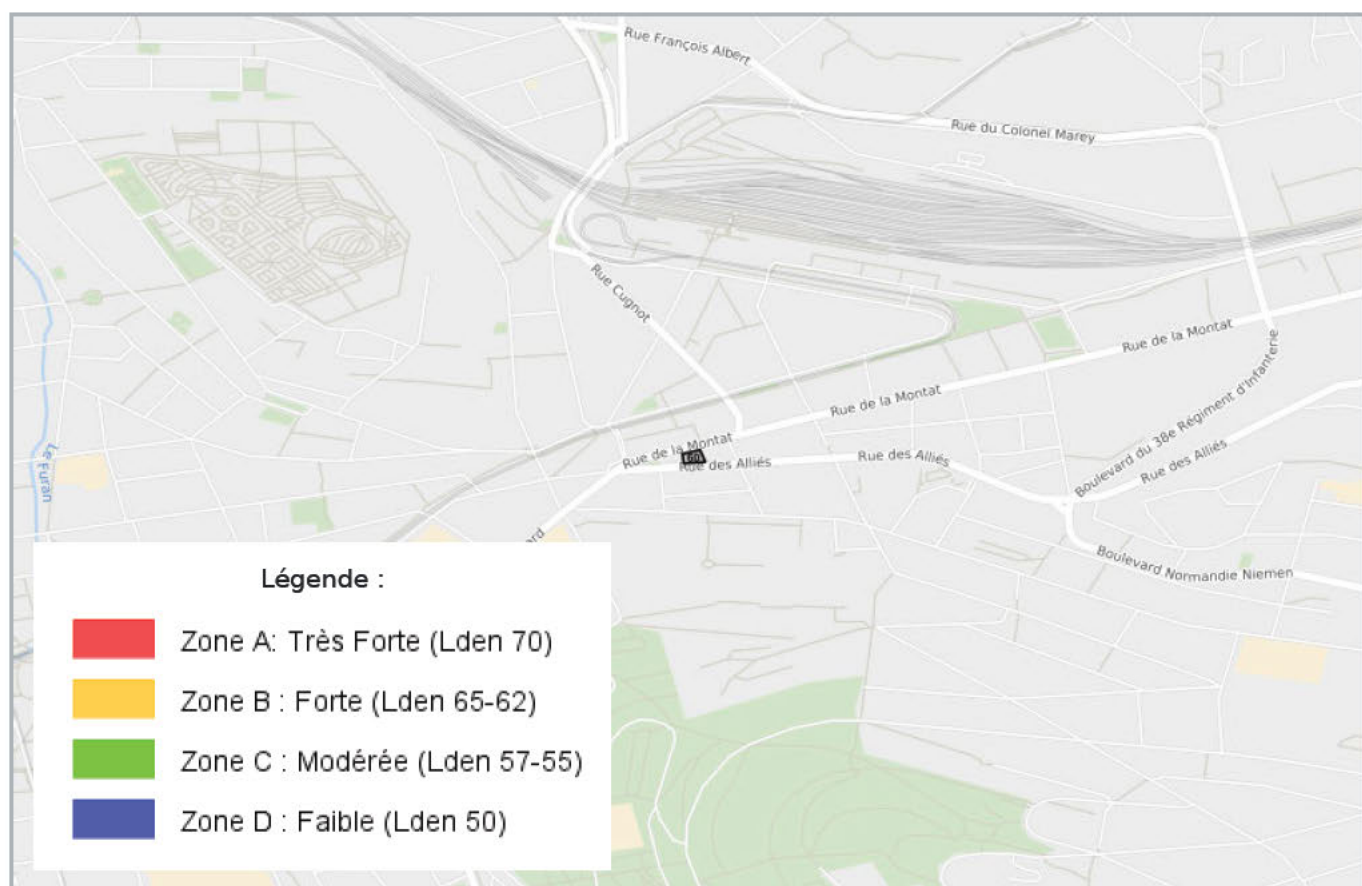 Rue François Albert
Rue du Colonel Marey
Rue Cugnot
Rue de la Montat
Rue de la Montat
Boulevard du 38e Régiment d'Infanterie
Rue de la Montat
60
Rue des Alliés
Rue des Alliés
Rue des Alliés
Le Furan
ard
Boulevard Normandie Niemen
Légende :
Zone A: Très Forte (Lden 70)
Zone B : Forte (Lden 65-62)
Zone C : Modérée (Lden 57-55)
Zone D : Faible (Lden 50)